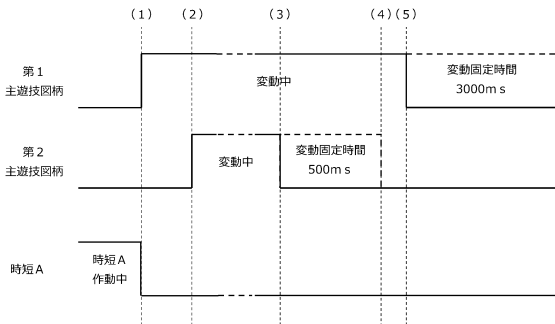 （１）
（２）
（３）
（４）
（５）
第１
主遊技図柄
変動中
変動固定時間
3000ｍｓ
第２
主遊技図柄
変動中
変動固定時間
500ｍｓ
時短Ａ
時短Ａ
作動中